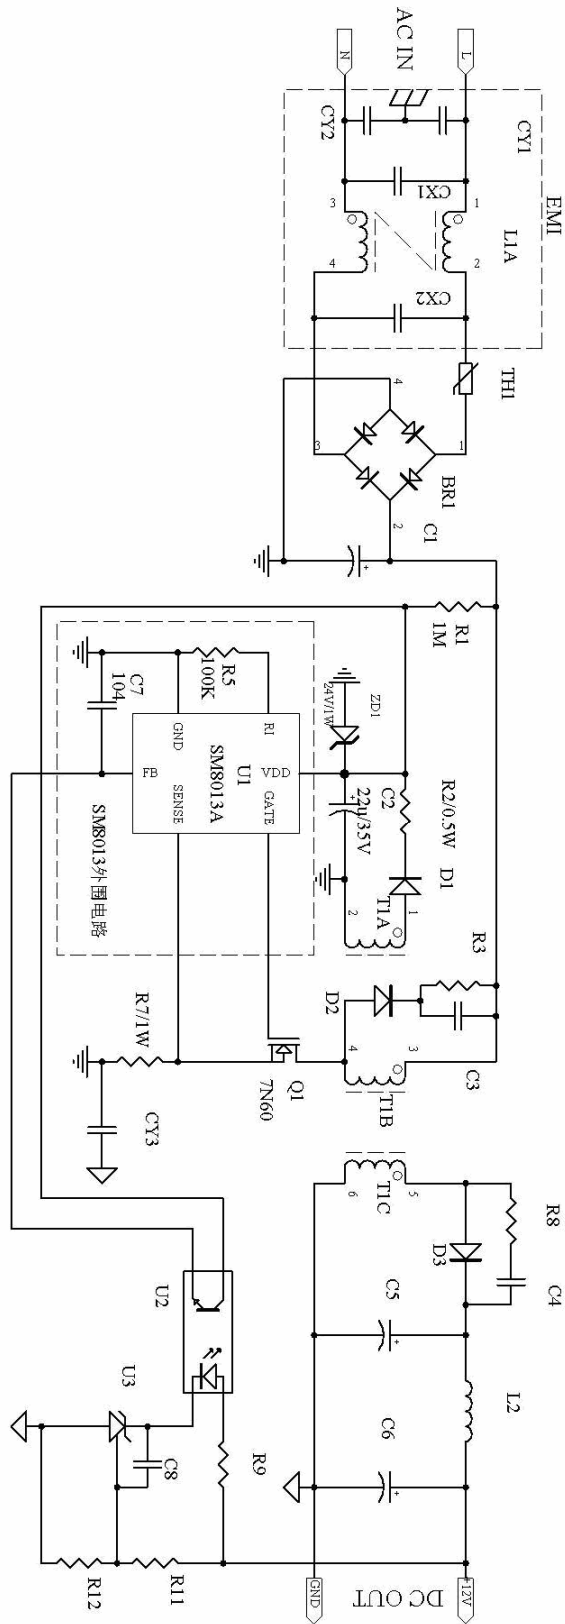 AC IN
N
L
CY2
CY1
EMI
CX1
3
1
L1A
4
2
CX2
TH1
4
3
1
BR1
2
C1
R1
1M
R5
100K
C7
104
24V/1W
ZD1
GND
RI
U1
SM8013A
VDD
FB
SENSE
GATE
C2
22u/35V
R2/0.5W
D1
T1A
2
1
SM8013外围电路
R3
D2
C3
4
3
T1B
Q1
7N60
R7/1W
CY3
T1C
6
5
R8
D3
C4
C5
L2
C6
U2
U3
C8
R9
R11
R12
GND
DC OUT
+12V